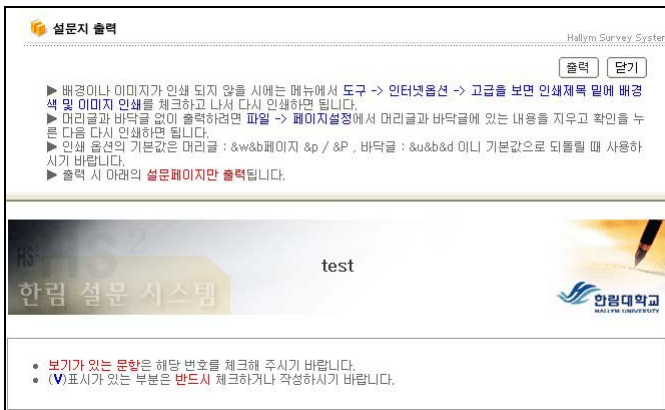 설문지 출력
Hallym Survey System
출력 닫기
▶ 배경이나 이미지가 인쇄 되지 않을 시에는 메뉴에서 도구 -> 인터넷옵션 -> 고급을 보면 인쇄제목 밑에 배경
색 및 이미지 인쇄를 체크하고 나서 다시 인쇄하면 됩니다.
▶ 머리글과 바닥글 없이 출력하려면 파일 -> 페이지설정에서 머리글과 바닥글에 있는 내용을 지우고 확인을 누
른 다음 다시 인쇄하면 됩니다.
▶ 인쇄 옵션의 기본값은 머리글 : &w&b페이지 &p / &P , 바닥글 : &u&b&d 이니 기본값으로 되돌릴 때 사용하
시기 바랍니다.
▶ 출력 시 아래의 설문페이지만 출력됩니다.
HS
HS 2
test
한림 설문 시스템
한림대학교
HALLYM UNIVERSITY
● 보기가 있는 문항은 해당 번호를 체크해 주시기 바랍니다.
● (V)표시가 있는 부분은 반드시 체크하거나 작성하시기 바랍니다.